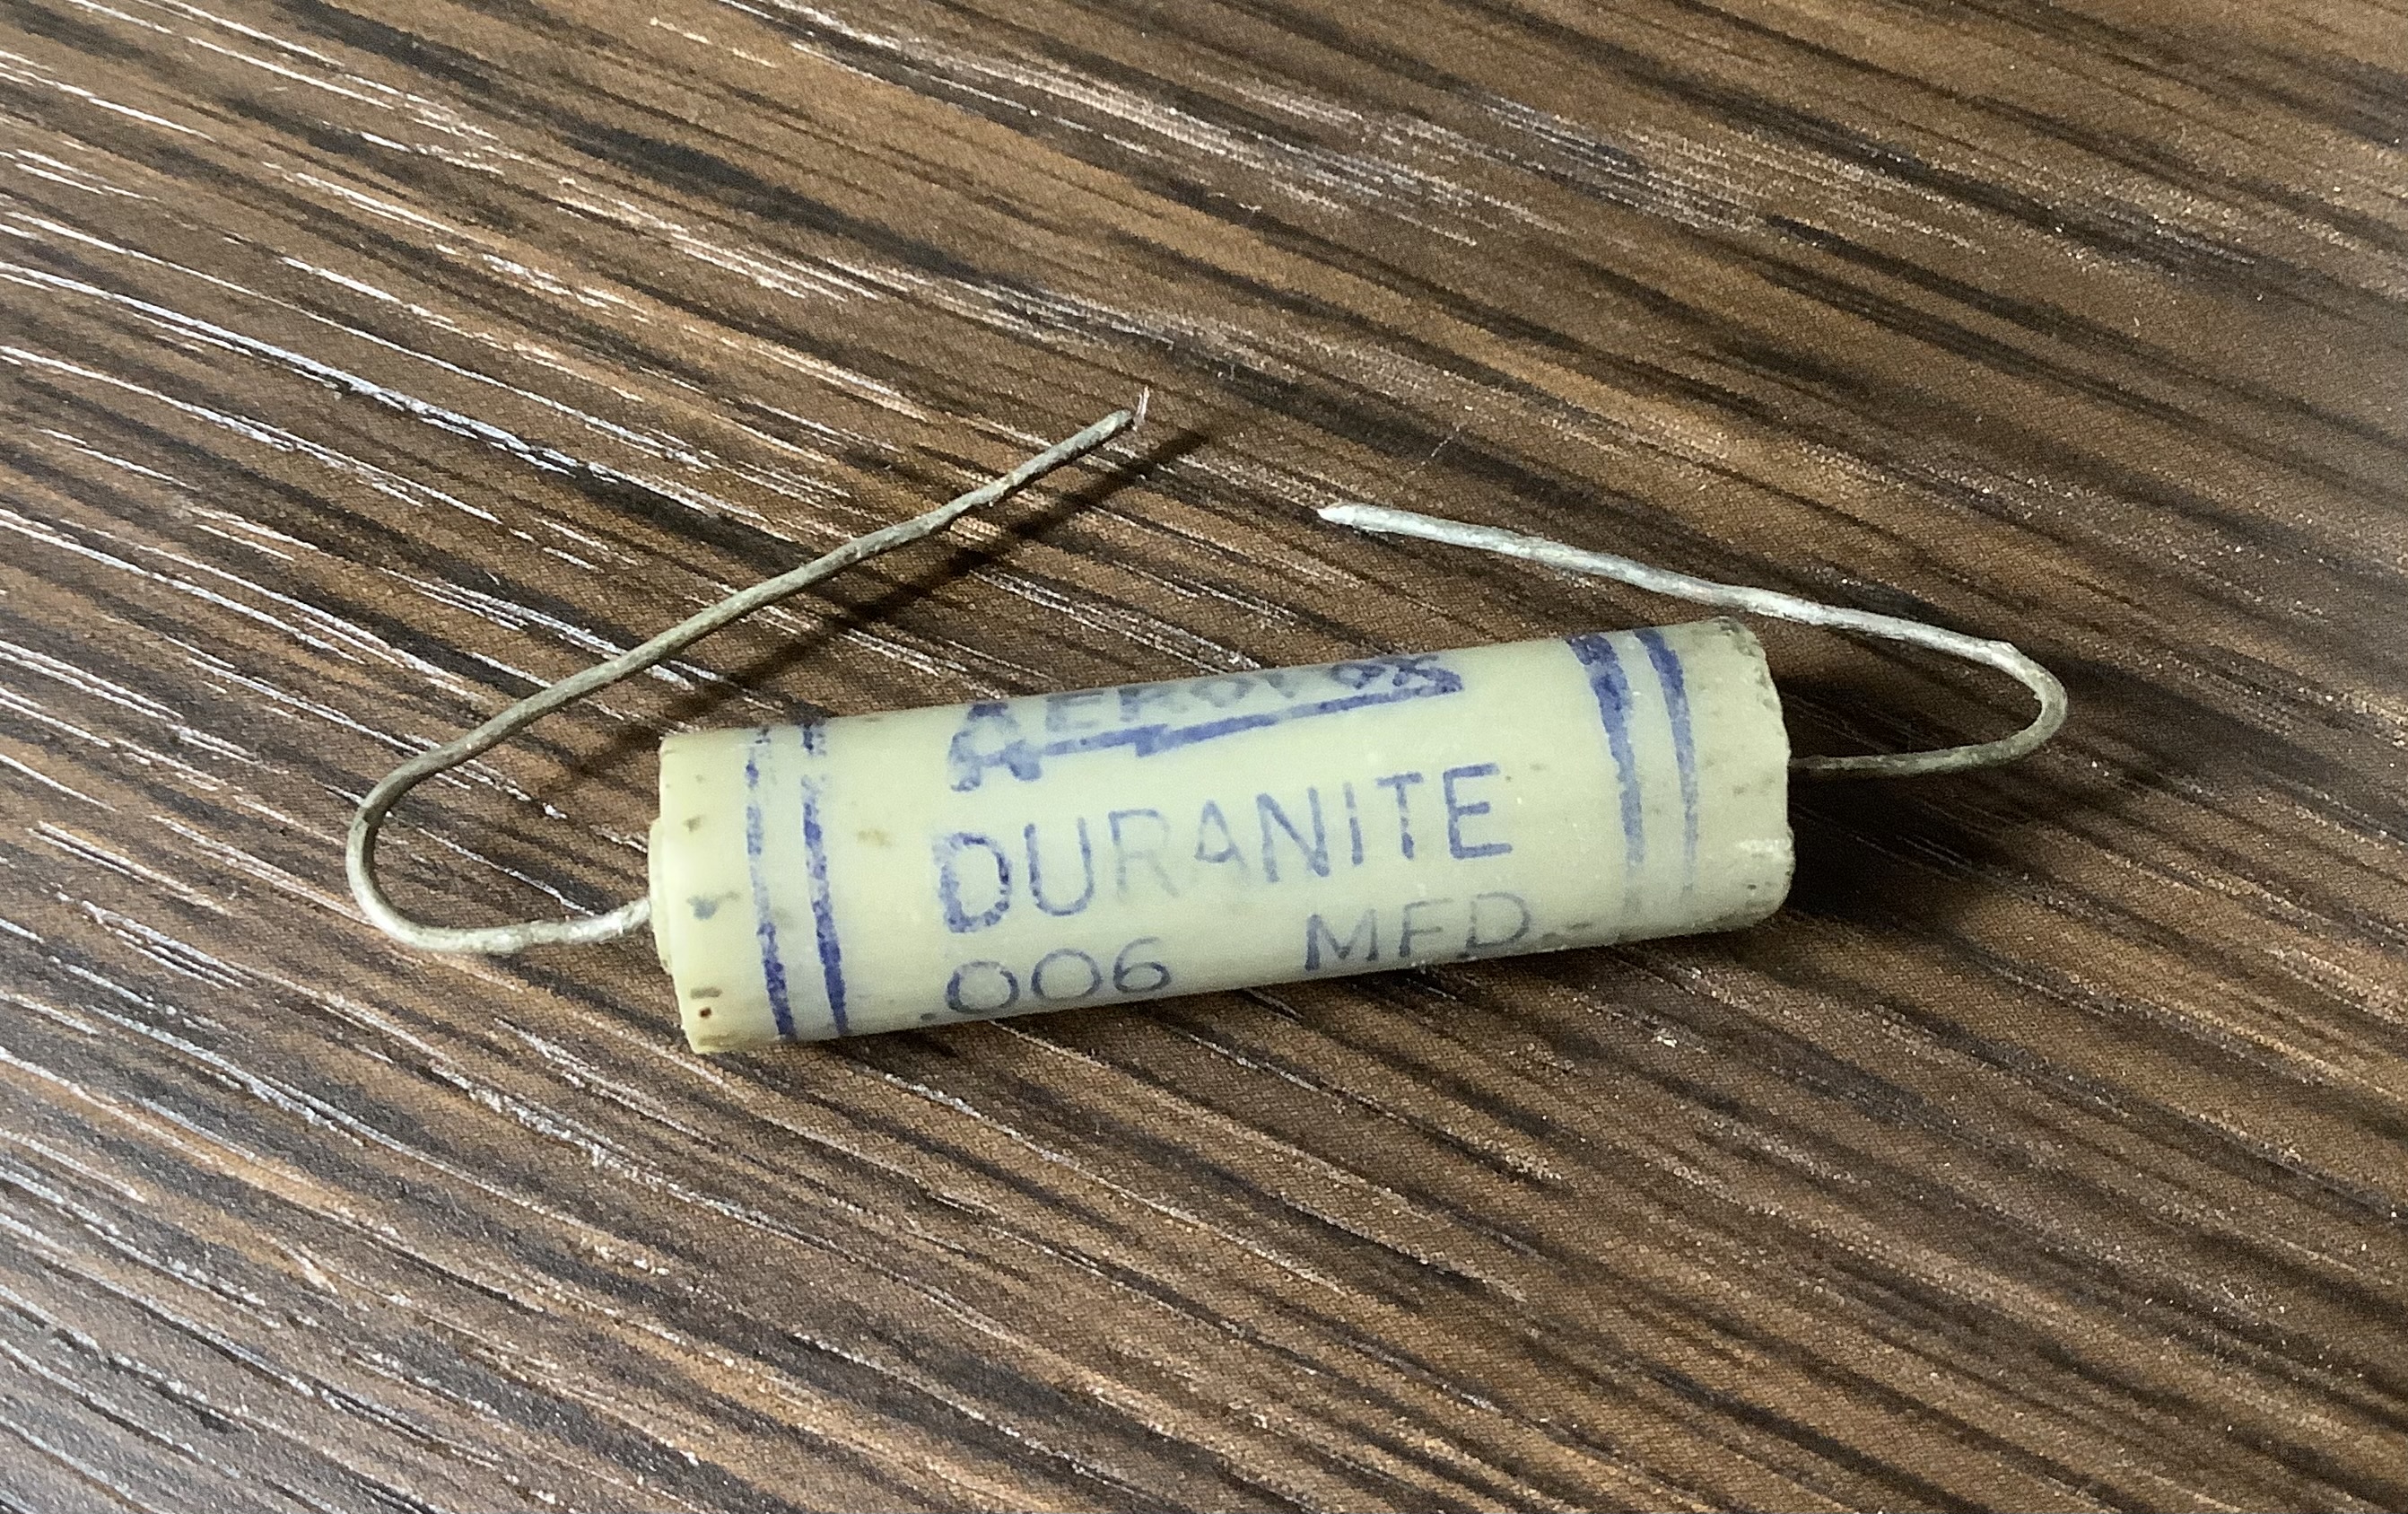 AEROVOX
DURANITE
.006 MFD.